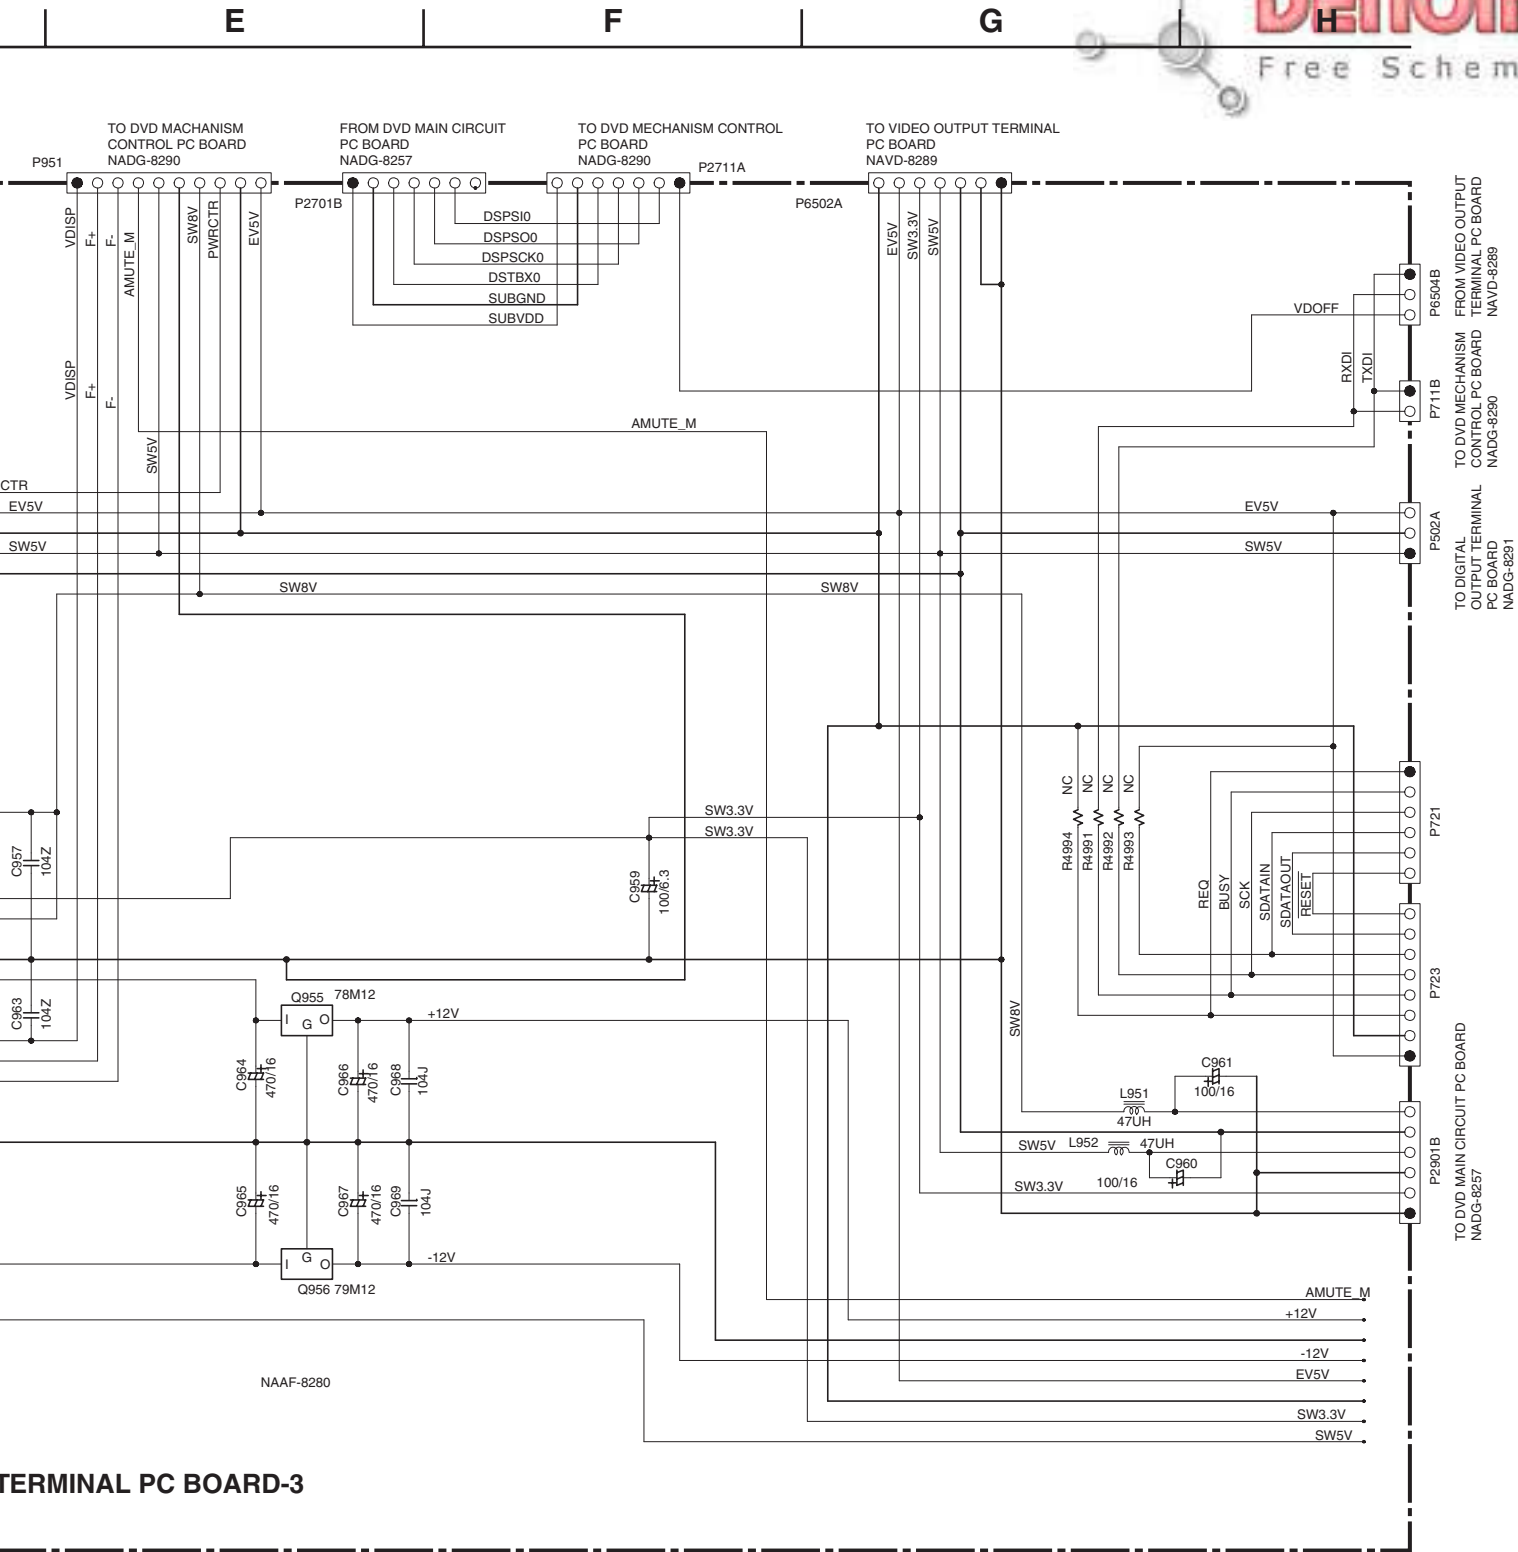 E
F
G
H
Free Schem
TO DVD MACHANISM
CONTROL PC BOARD
NADG-8290
P951
FROM DVD MAIN CIRCUIT
PC BOARD
NADG-8257
P2701B
TO DVD MECHANISM CONTROL
PC BOARD
NADG-8290
P2711A
TO VIDEO OUTPUT TERMINAL
PC BOARD
NAVD-8289
P6502A
VDISP
F+
F-
AMUTE_M
SW8V
PWRCTR
EV5V
DSPSI0
DSPSO0
DSPSCK0
DSTBX0
SUBGND
SUBVDD
EV5V
SW3.3V
SW5V
VDOFF
P6504B
FROM VIDEO OUTPUT
TERMINAL PC BOARD
NAVD-8289
RXDI
TXDI
P711B
TO DVD MECHANISM
CONTROL PC BOARD
NADG-8290
VDISP
F+
F-
SW5V
AMUTE_M
CTR
EV5V
EV5V
SW5V
SW5V
P502A
TO DIGITAL
OUTPUT TERMINAL
PC BOARD
NADG-8291
SW8V
SW8V
SW3.3V
SW3.3V
C957
104Z
C959
100/6.3
NC
NC
NC
NC
R4994
R4991
R4992
R4993
REQ
BUSY
SCK
SDATAIN
SDATAOUT
RESET
P721
P723
C963
104Z
Q955
78M12
I
G
O
+12V
SW8V
C964
470/16
C966
470/16
C968
104J
C961
100/16
L951
47UH
SW5V
L952
47UH
C960
100/16
SW3.3V
P2901B
TO DVD MAIN CIRCUIT PC BOARD
NADG-8257
C965
470/16
C967
470/16
C969
104J
I
G
O
-12V
Q956 79M12
AMUTE_M
+12V
-12V
EV5V
SW3.3V
SW5V
NAAF-8280
TERMINAL PC BOARD-3